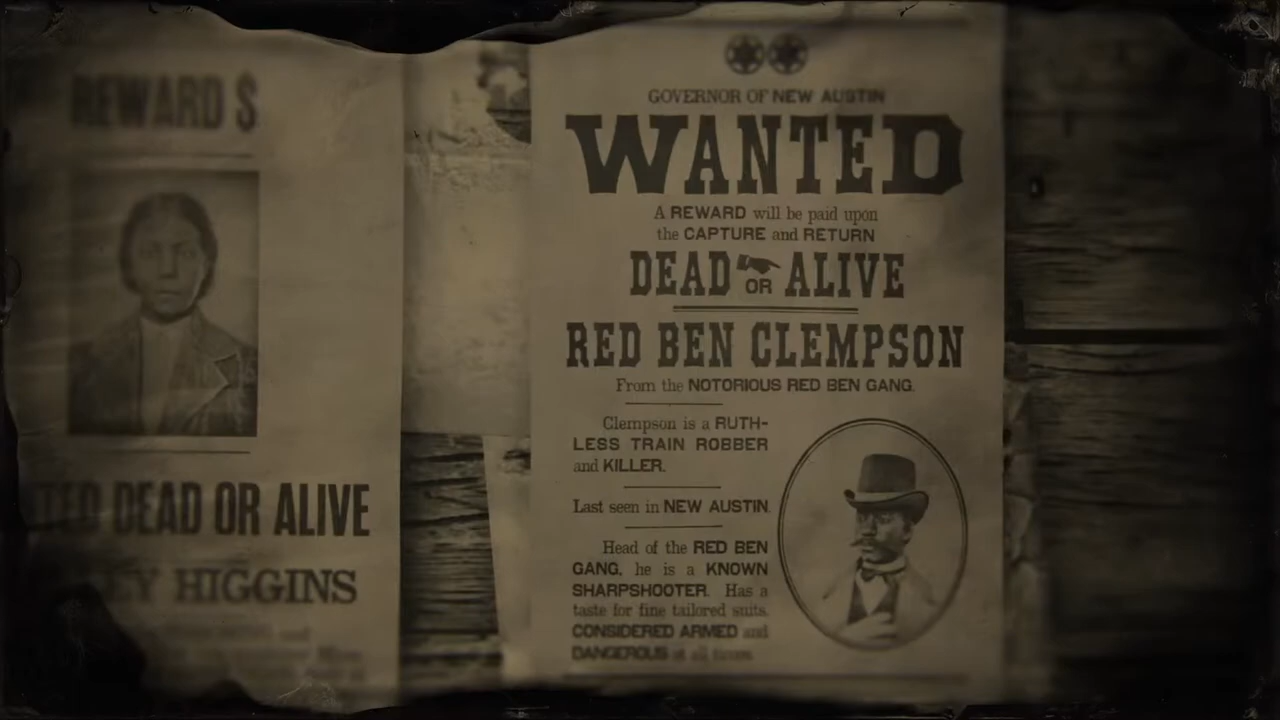 REWARD $
TED DEAD OR ALIVE
EY HIGGINS
GOVERNOR OF NEW AUSTIN
WANTED
A REWARD will be paid upon
the CAPTURE and RETURN
DEAD OR ALIVE
RED BEN CLEMPSON
From the NOTORIOUS RED BEN GANG.
Clempson is a RUTH-
LESS TRAIN ROBBER
and KILLER.
Last seen in NEW AUSTIN.
Head of the RED BEN
GANG, he is a KNOWN
SHARPSHOOTER. Has a
taste for fine tailored suits.
CONSIDERED ARMED and
DANGEROUS at all times.